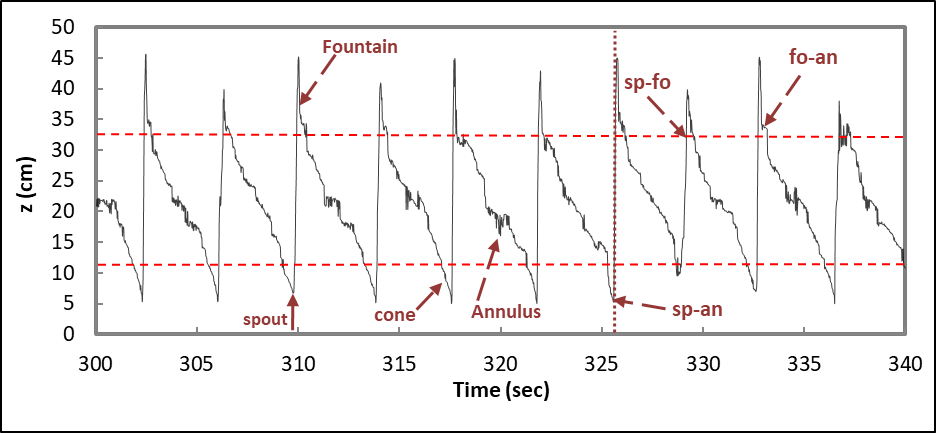 50
45
40
35
30
25
20
15
10
5
0
z (cm)
Fountain
sp-fo
fo-an
spout
cone
Annulus
sp-an
300 305 310 315 320 325 330 335 340
Time (sec)